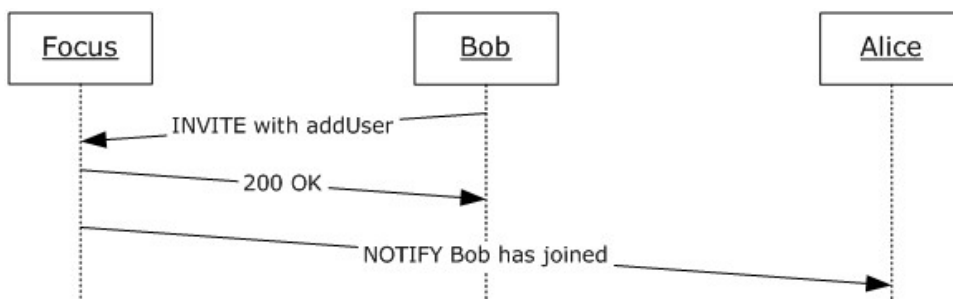 Focus
Bob
Alice
INVITE with addUser
200 OK
NOTIFY Bob has joined